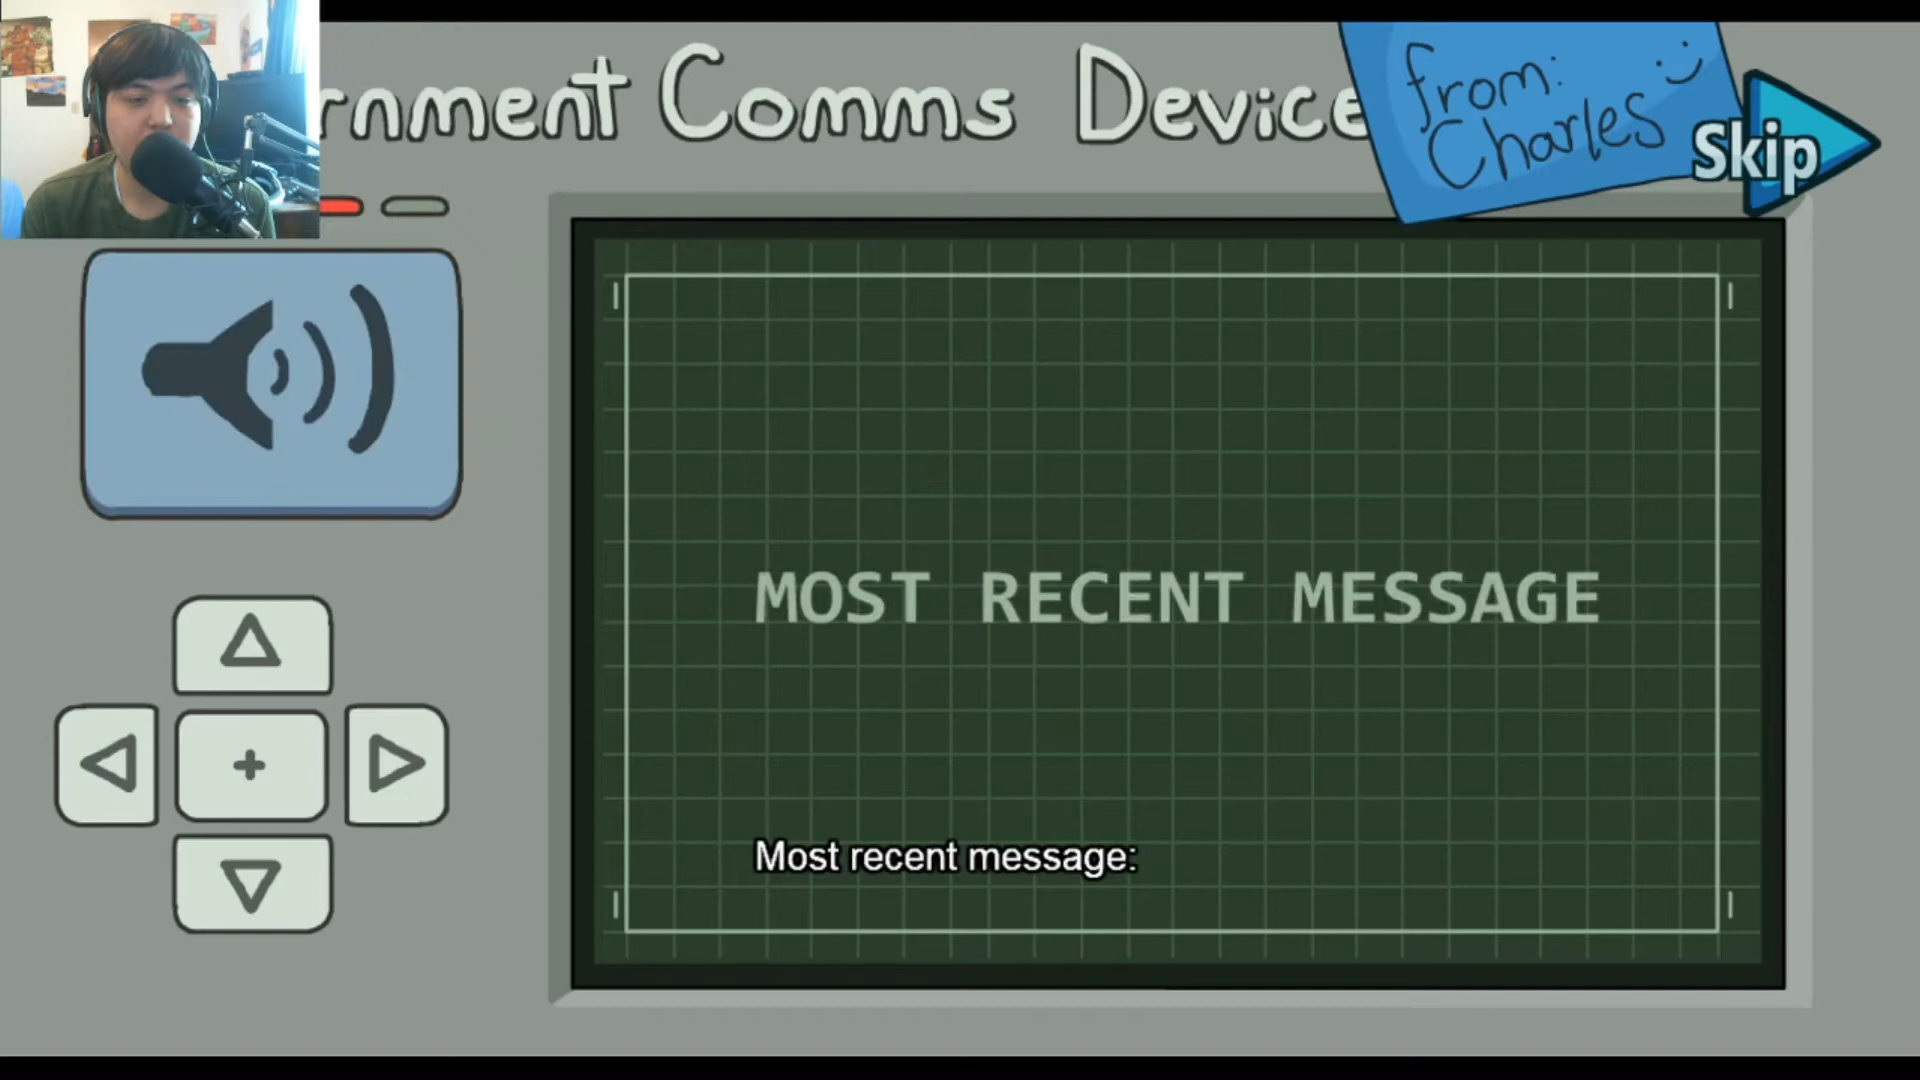 rnment Comms Device
from:
Charles
Skip
MOST RECENT MESSAGE
Most recent message: